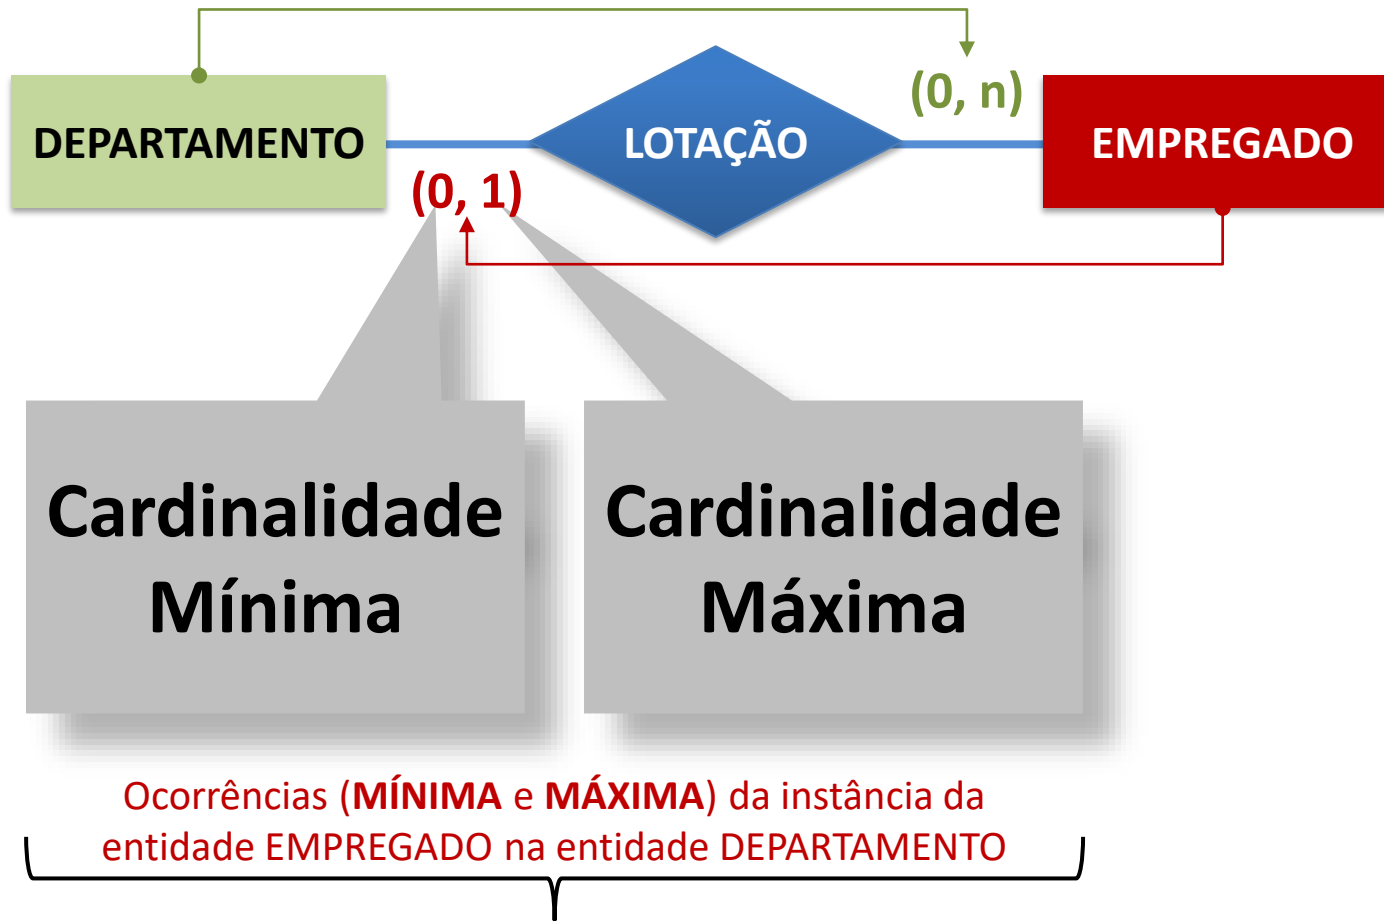 (0, n)
DEPARTAMENTO
LOTAÇÃO
EMPREGADO
(0, 1)
Cardinalidade
Mínima
Cardinalidade
Máxima
Ocorrências (MÍNIMA e MÁXIMA) da instância da
entidade EMPREGADO na entidade DEPARTAMENTO